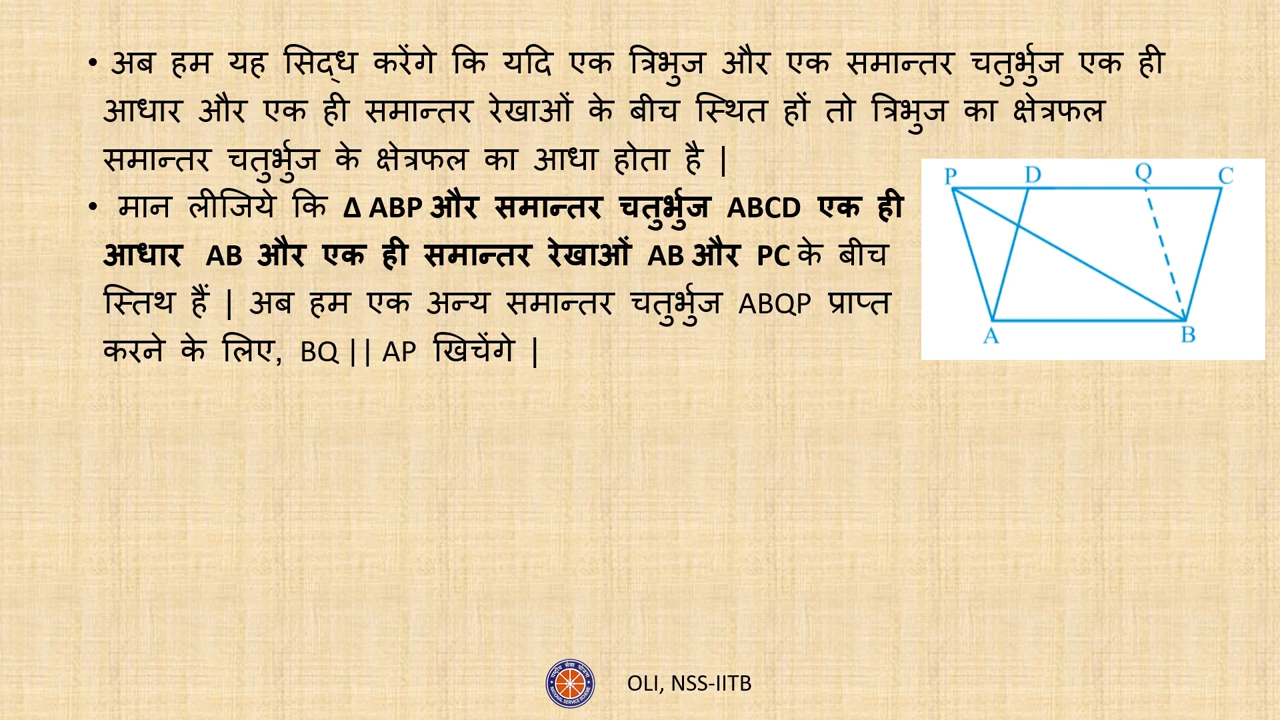 • अब हम यह सिद्ध करेंगे कि यदि एक त्रिभुज और एक समान्तर चतुर्भुज एक ही
आधार और एक ही समान्तर रेखाओं के बीच स्थित हों तो त्रिभुज का क्षेत्रफल
समान्तर चतुर्भुज के क्षेत्रफल का आधा होता है |
• मान लीजिये कि Δ ABP और समान्तर चतुर्भुज ABCD एक ही
आधार AB और एक ही समान्तर रेखाओं AB और PC के बीच
स्तिथ हैं | अब हम एक अन्य समान्तर चतुर्भुज ABQP प्राप्त
करने के लिए, BQ || AP खिचेंगे |
P D Q C
A B
OLI, NSS-IITB